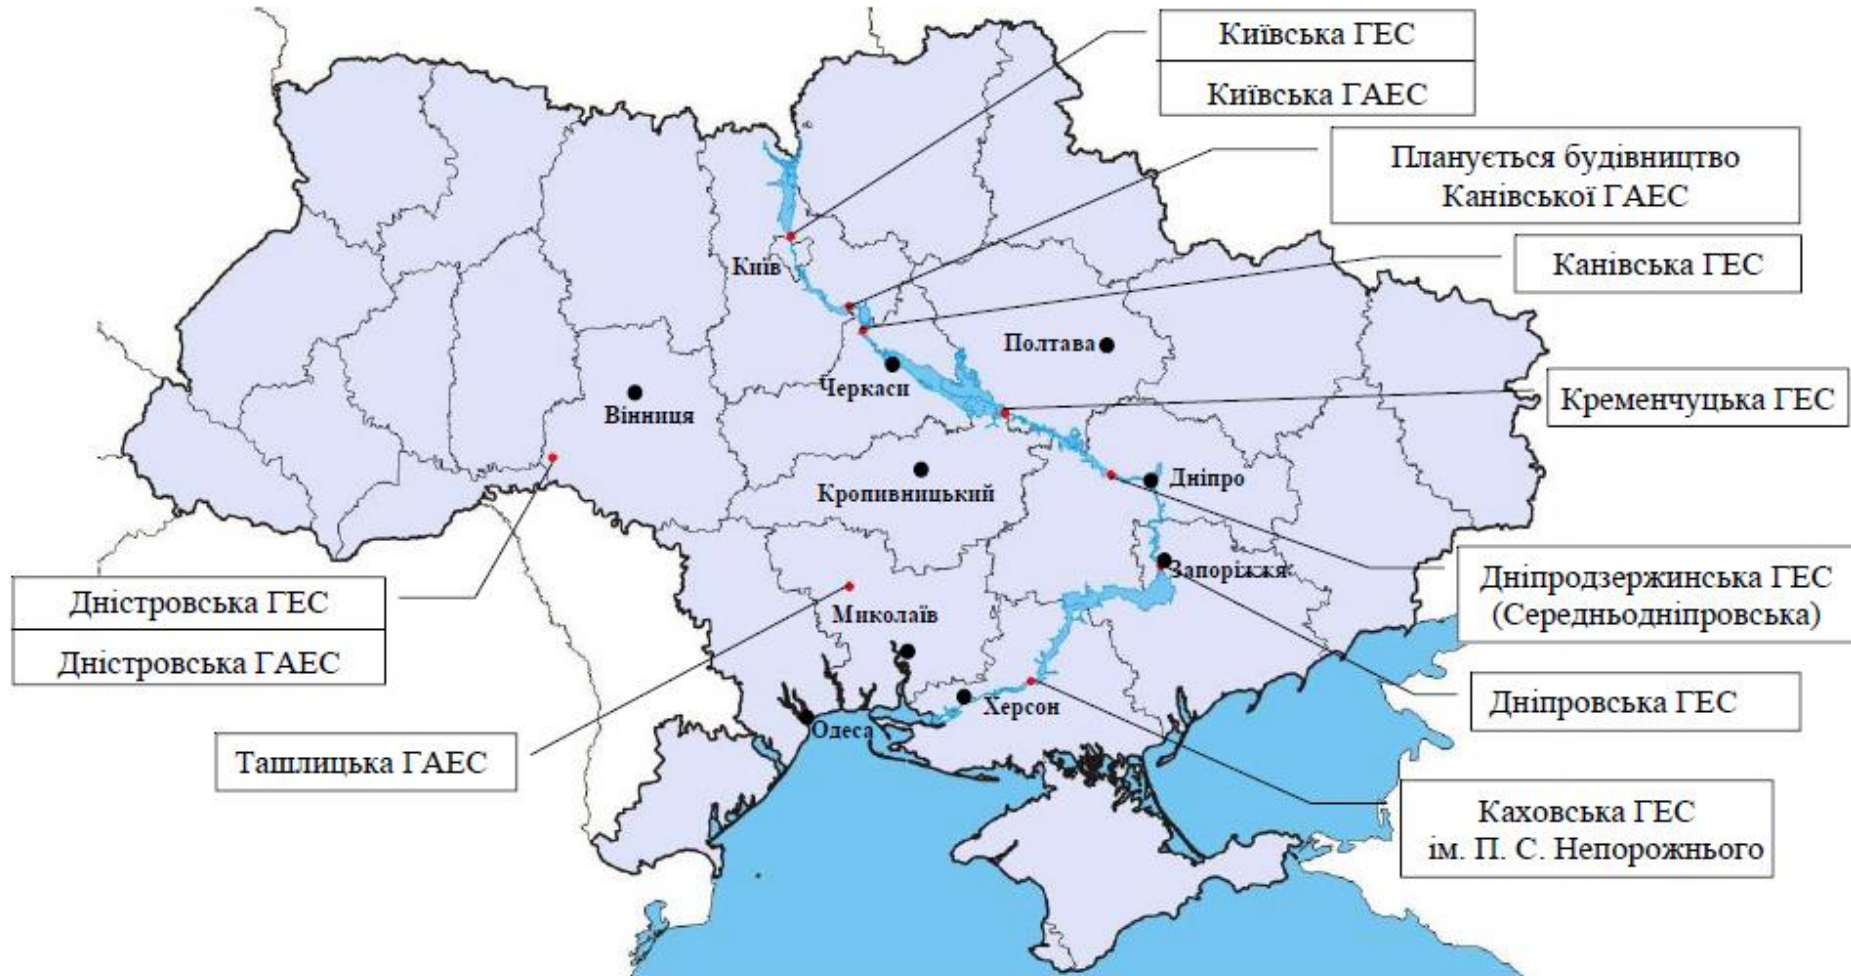 Київська ГЕС
Київська ГАЕС
Планується будівництво
Канівської ГАЕС
Канівська ГЕС
Київ
Полтава
Черкаси
Вінниця
Кременчуцька ГЕС
Кропивницький
Дніпро
Запоріжжя
Дніпродзержинська ГЕС
(Середньодніпровська)
Дністровська ГЕС
Дністровська ГАЕС
Миколаїв
Херсон
Дніпровська ГЕС
Одеса
Ташлицька ГАЕС
Каховська ГЕС
ім. П. С. Непорожнього